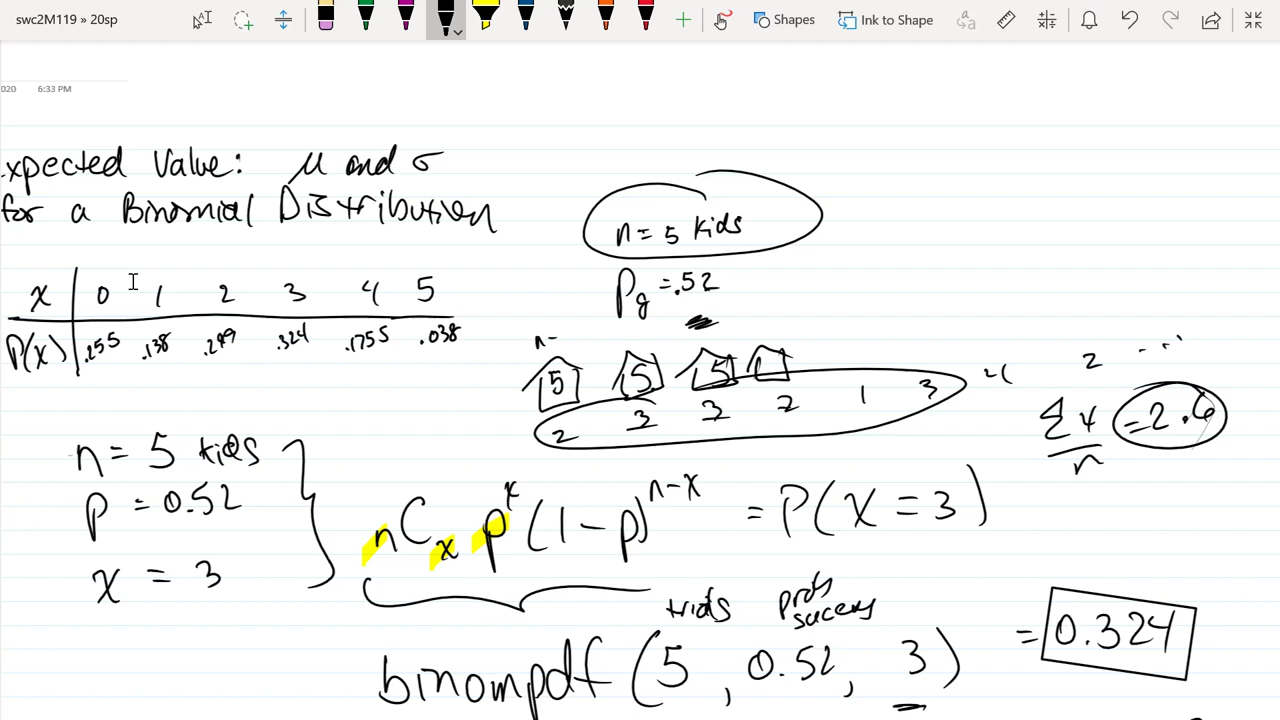 swc2M119 » 20sp
Shapes
Ink to Shape
020 6:33 PM
xpected Value: μ and σ
for a Binomial Distribution
n = 5 kids
Pg = .52
x 0 1 2 3 4 5
P(x) .255 .138 .299 .324 .1755 .038
n-
5 5 5
2 3 3 2 1 3
2 ....
Σx = 2.6
n
n = 5 kids
p = 0.52
x = 3
nCx p^x (1-p)^n-x = P(X = 3)
trials prob success
binompdf (5, 0.52, 3) = 0.324